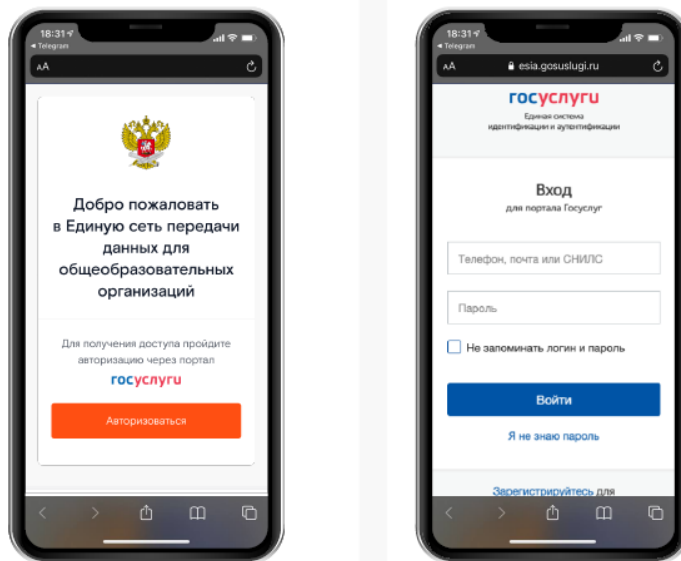 18:31
Telegram
AA
Добро пожаловать
в Единую сеть передачи
данных для
общеобразовательных
организаций
Для получения доступа пройдите
авторизацию через портал
госуслуги
Авторизоваться
18:31
Telegram
AA
esia.gosuslugi.ru
госуслуги
Единая система
идентификации и аутентификации
Вход
для портала Госуслуг
Телефон, почта или СНИЛС
Пароль
Не запоминать логин и пароль
Войти
Я не знаю пароль
Зарегистрируйтесь для